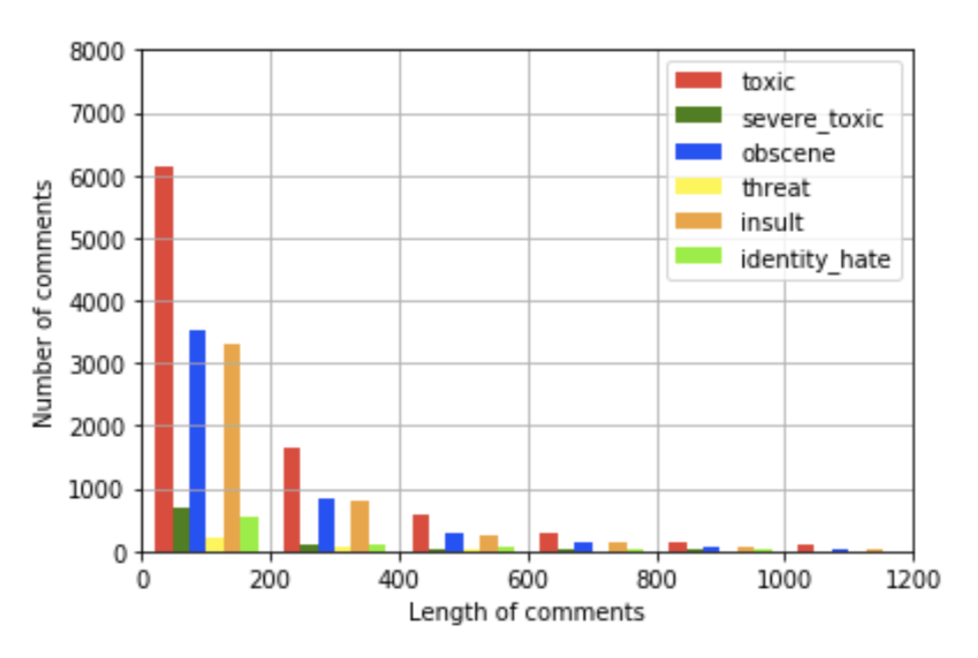 8000
7000
6000
5000
4000
3000
2000
1000
0
Number of comments
toxic
severe_toxic
obscene
threat
insult
identity_hate
0 200 400 600 800 1000 1200
Length of comments